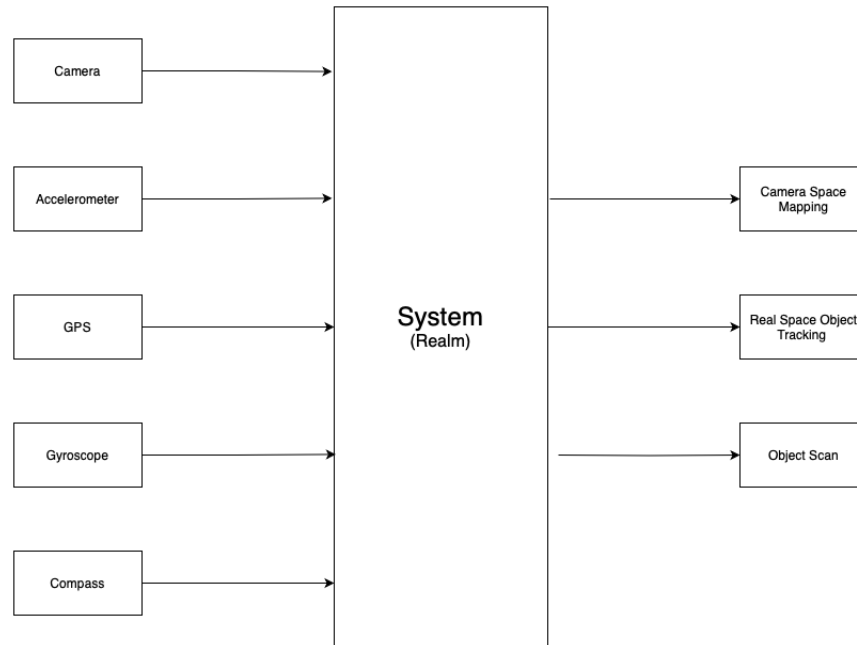 Camera
Accelerometer
GPS
Gyroscope
Compass
System
(Realm)
Camera Space
Mapping
Real Space Object
Tracking
Object Scan